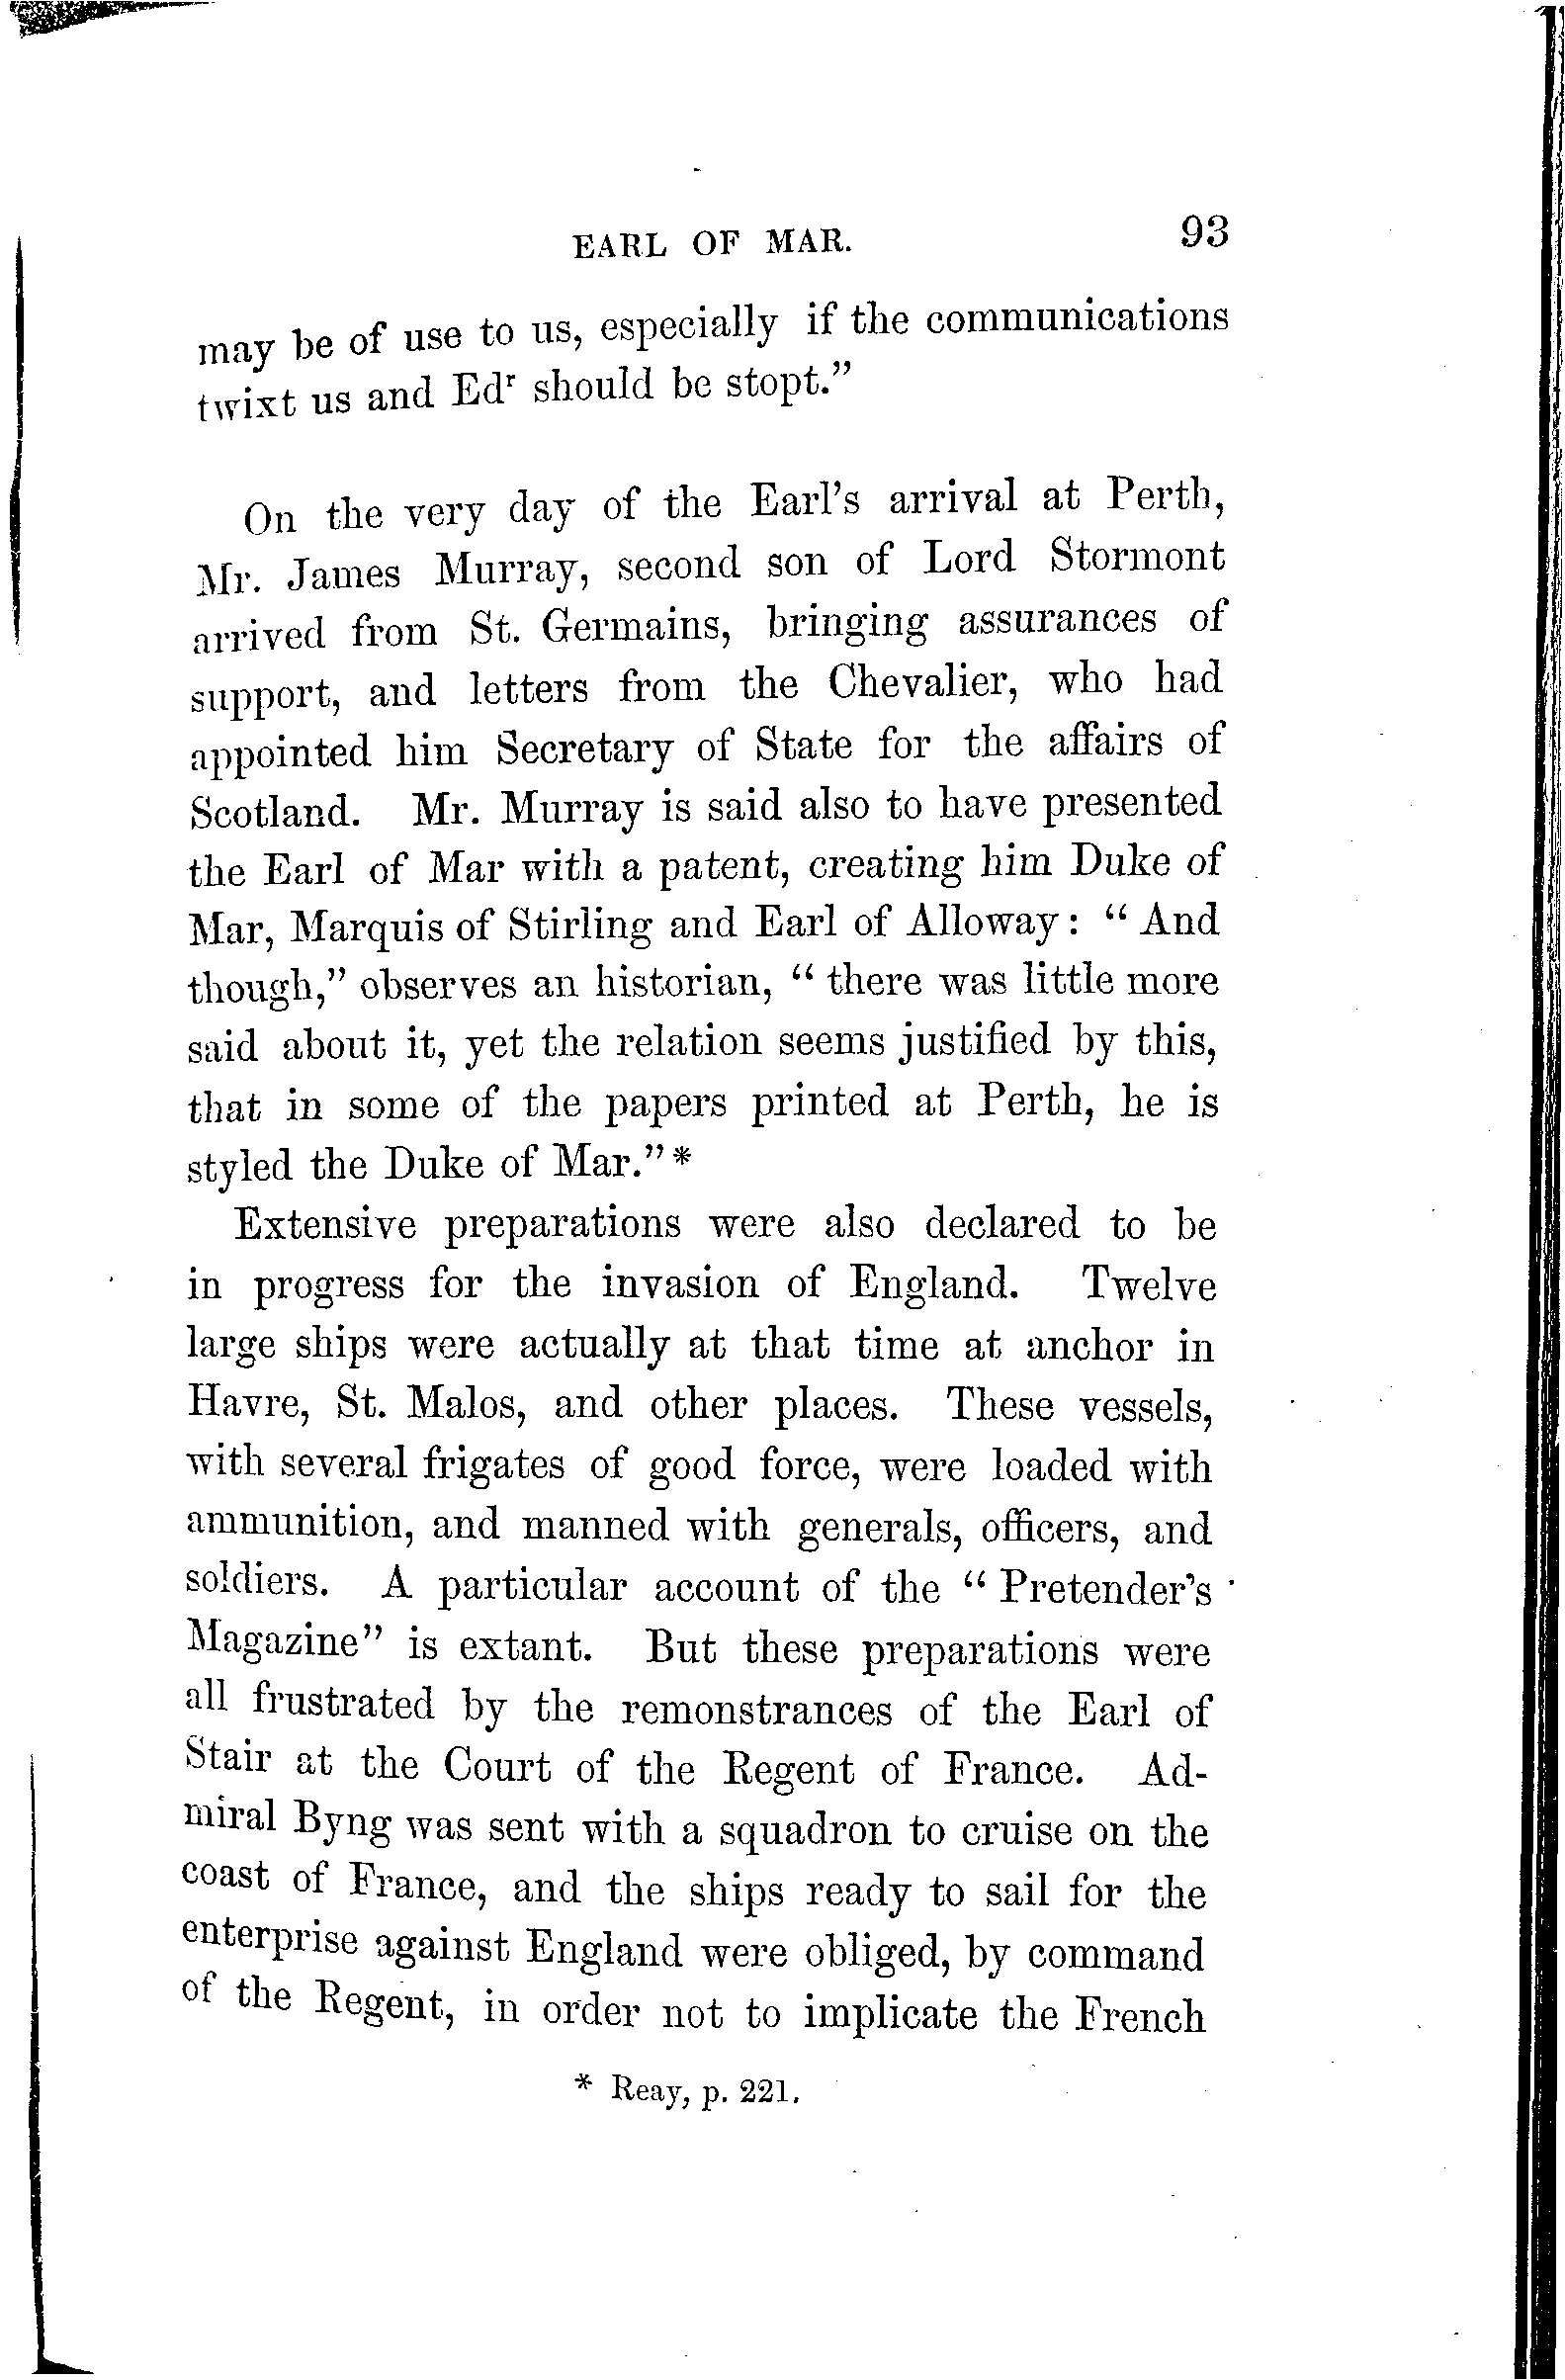 EARL OF MAR. 93
may be of use to us, especially if the communications
twixt us and Edʳ should be stopt."
On the very day of the Earl's arrival at Perth,
Mr. James Murray, second son of Lord Stormont
arrived from St. Germains, bringing assurances of
support, and letters from the Chevalier, who had
appointed him Secretary of State for the affairs of
Scotland. Mr. Murray is said also to have presented
the Earl of Mar with a patent, creating him Duke of
Mar, Marquis of Stirling and Earl of Alloway: "And
though," observes an historian, "there was little more
said about it, yet the relation seems justified by this,
that in some of the papers printed at Perth, he is
styled the Duke of Mar."*
Extensive preparations were also declared to be
in progress for the invasion of England. Twelve
large ships were actually at that time at anchor in
Havre, St. Malos, and other places. These vessels,
with several frigates of good force, were loaded with
ammunition, and manned with generals, officers, and
soldiers. A particular account of the "Pretender's
Magazine" is extant. But these preparations were
all frustrated by the remonstrances of the Earl of
Stair at the Court of the Regent of France. Ad-
miral Byng was sent with a squadron to cruise on the
coast of France, and the ships ready to sail for the
enterprise against England were obliged, by command
of the Regent, in order not to implicate the French
* Reay, p. 221.